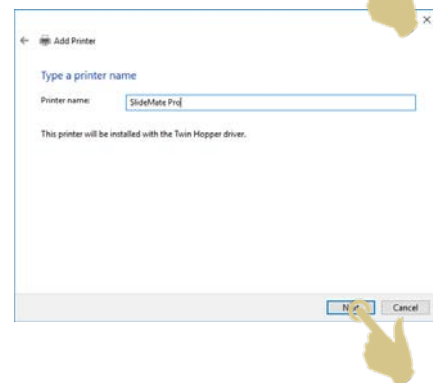 Add Printer
Type a printer name
Printer name:
SlideMate Pro
This printer will be installed with the Twin Hopper driver.
Cancel